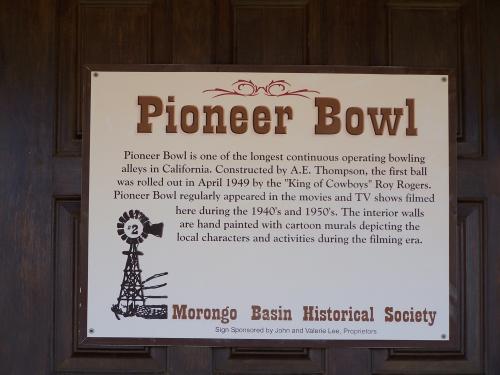 Pioneer Bowl
Pioneer Bowl is one of the longest continuous operating bowling
alleys in California. Constructed by A.E. Thompson, the first ball
was rolled out in April 1949 by the "King of Cowboys" Roy Rogers.
Pioneer Bowl regularly appeared in the movies and TV shows filmed
here during the 1940's and 1950's. The interior walls
are hand painted with cartoon murals depicting the
local characters and activities during the filming era.
#2
Morongo Basin Historical Society
Sign Sponsored by John and Valerie Lee, Proprietors